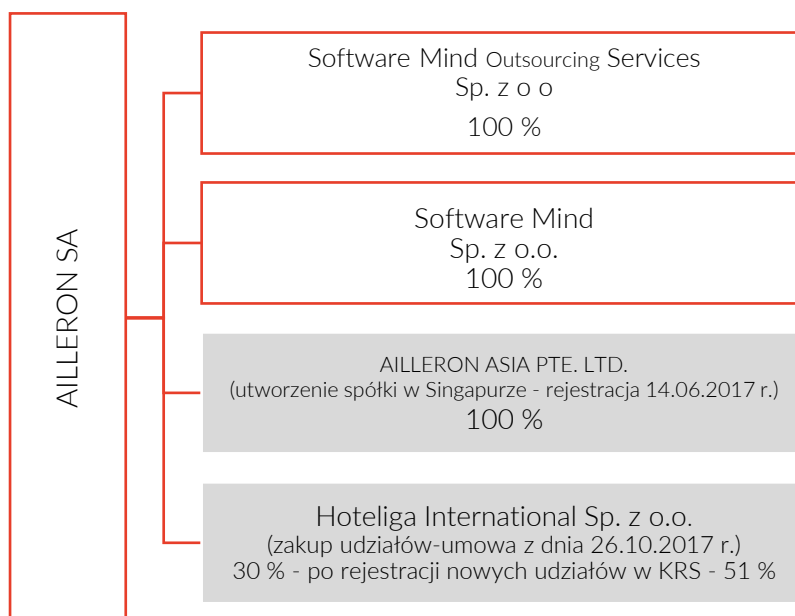 AILLERON SA
Software Mind Outsourcing Services
Sp. z o o
100 %
Software Mind
Sp. z o.o.
100 %
AILLERON ASIA PTE. LTD.
(utworzenie spółki w Singapurze - rejestracja 14.06.2017 r.)
100 %
Hoteliga International Sp. z o.o.
(zakup udziałów-umowa z dnia 26.10.2017 r.)
30 % - po rejestracji nowych udziałów w KRS - 51 %